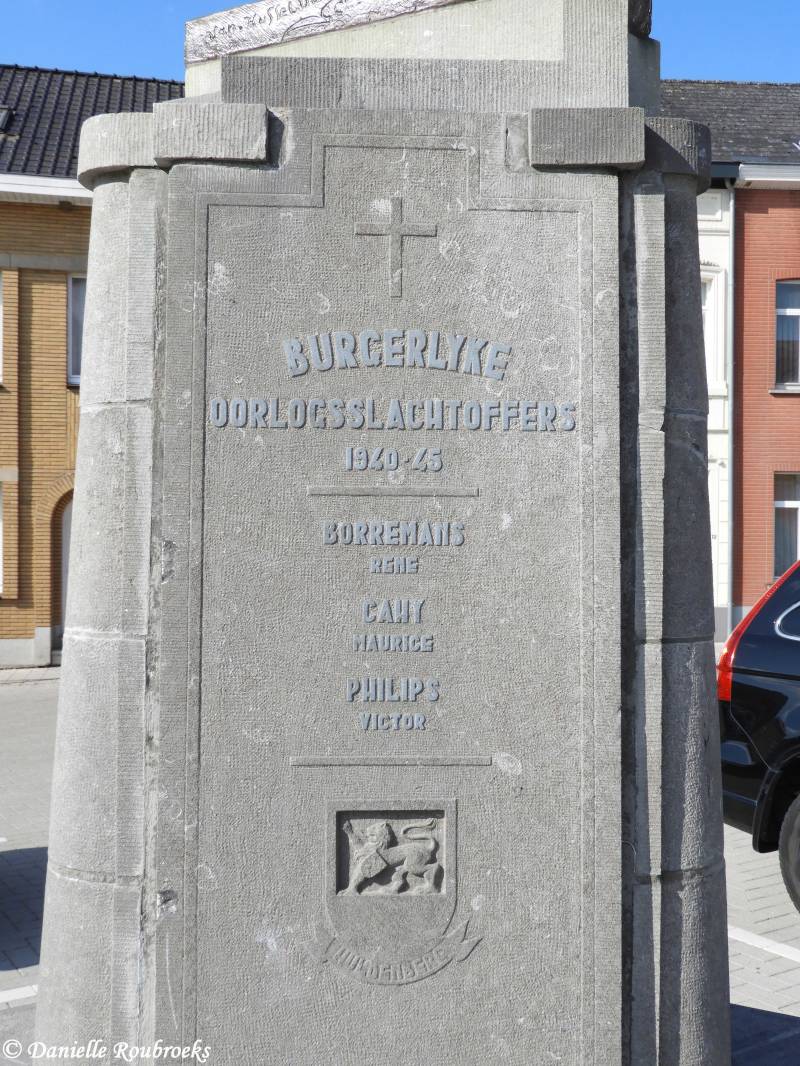 BURGERLYKE
OORLOGSSLACHTOFFERS
1940-45
BORREMANS
RENE
CAHY
MAURICE
PHILIPS
VICTOR
© Danielle Roubroeks